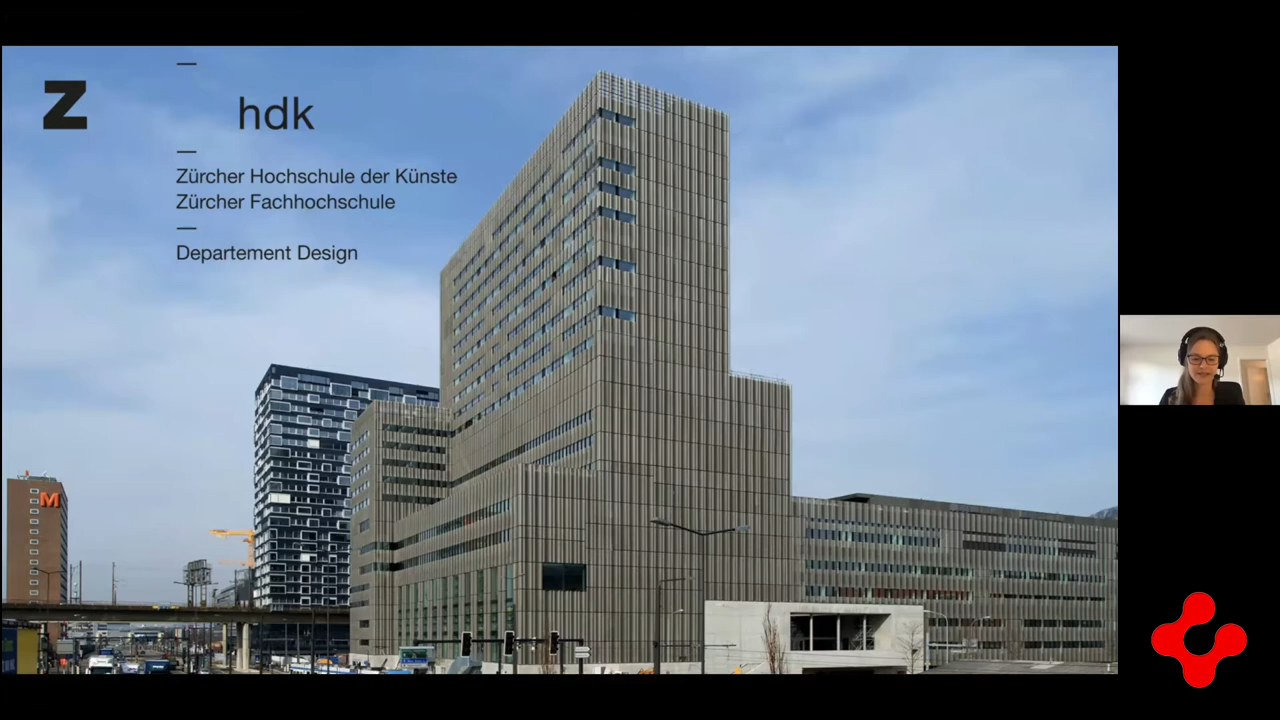 Z hdk
Zürcher Hochschule der Künste
Zürcher Fachhochschule
Departement Design
M